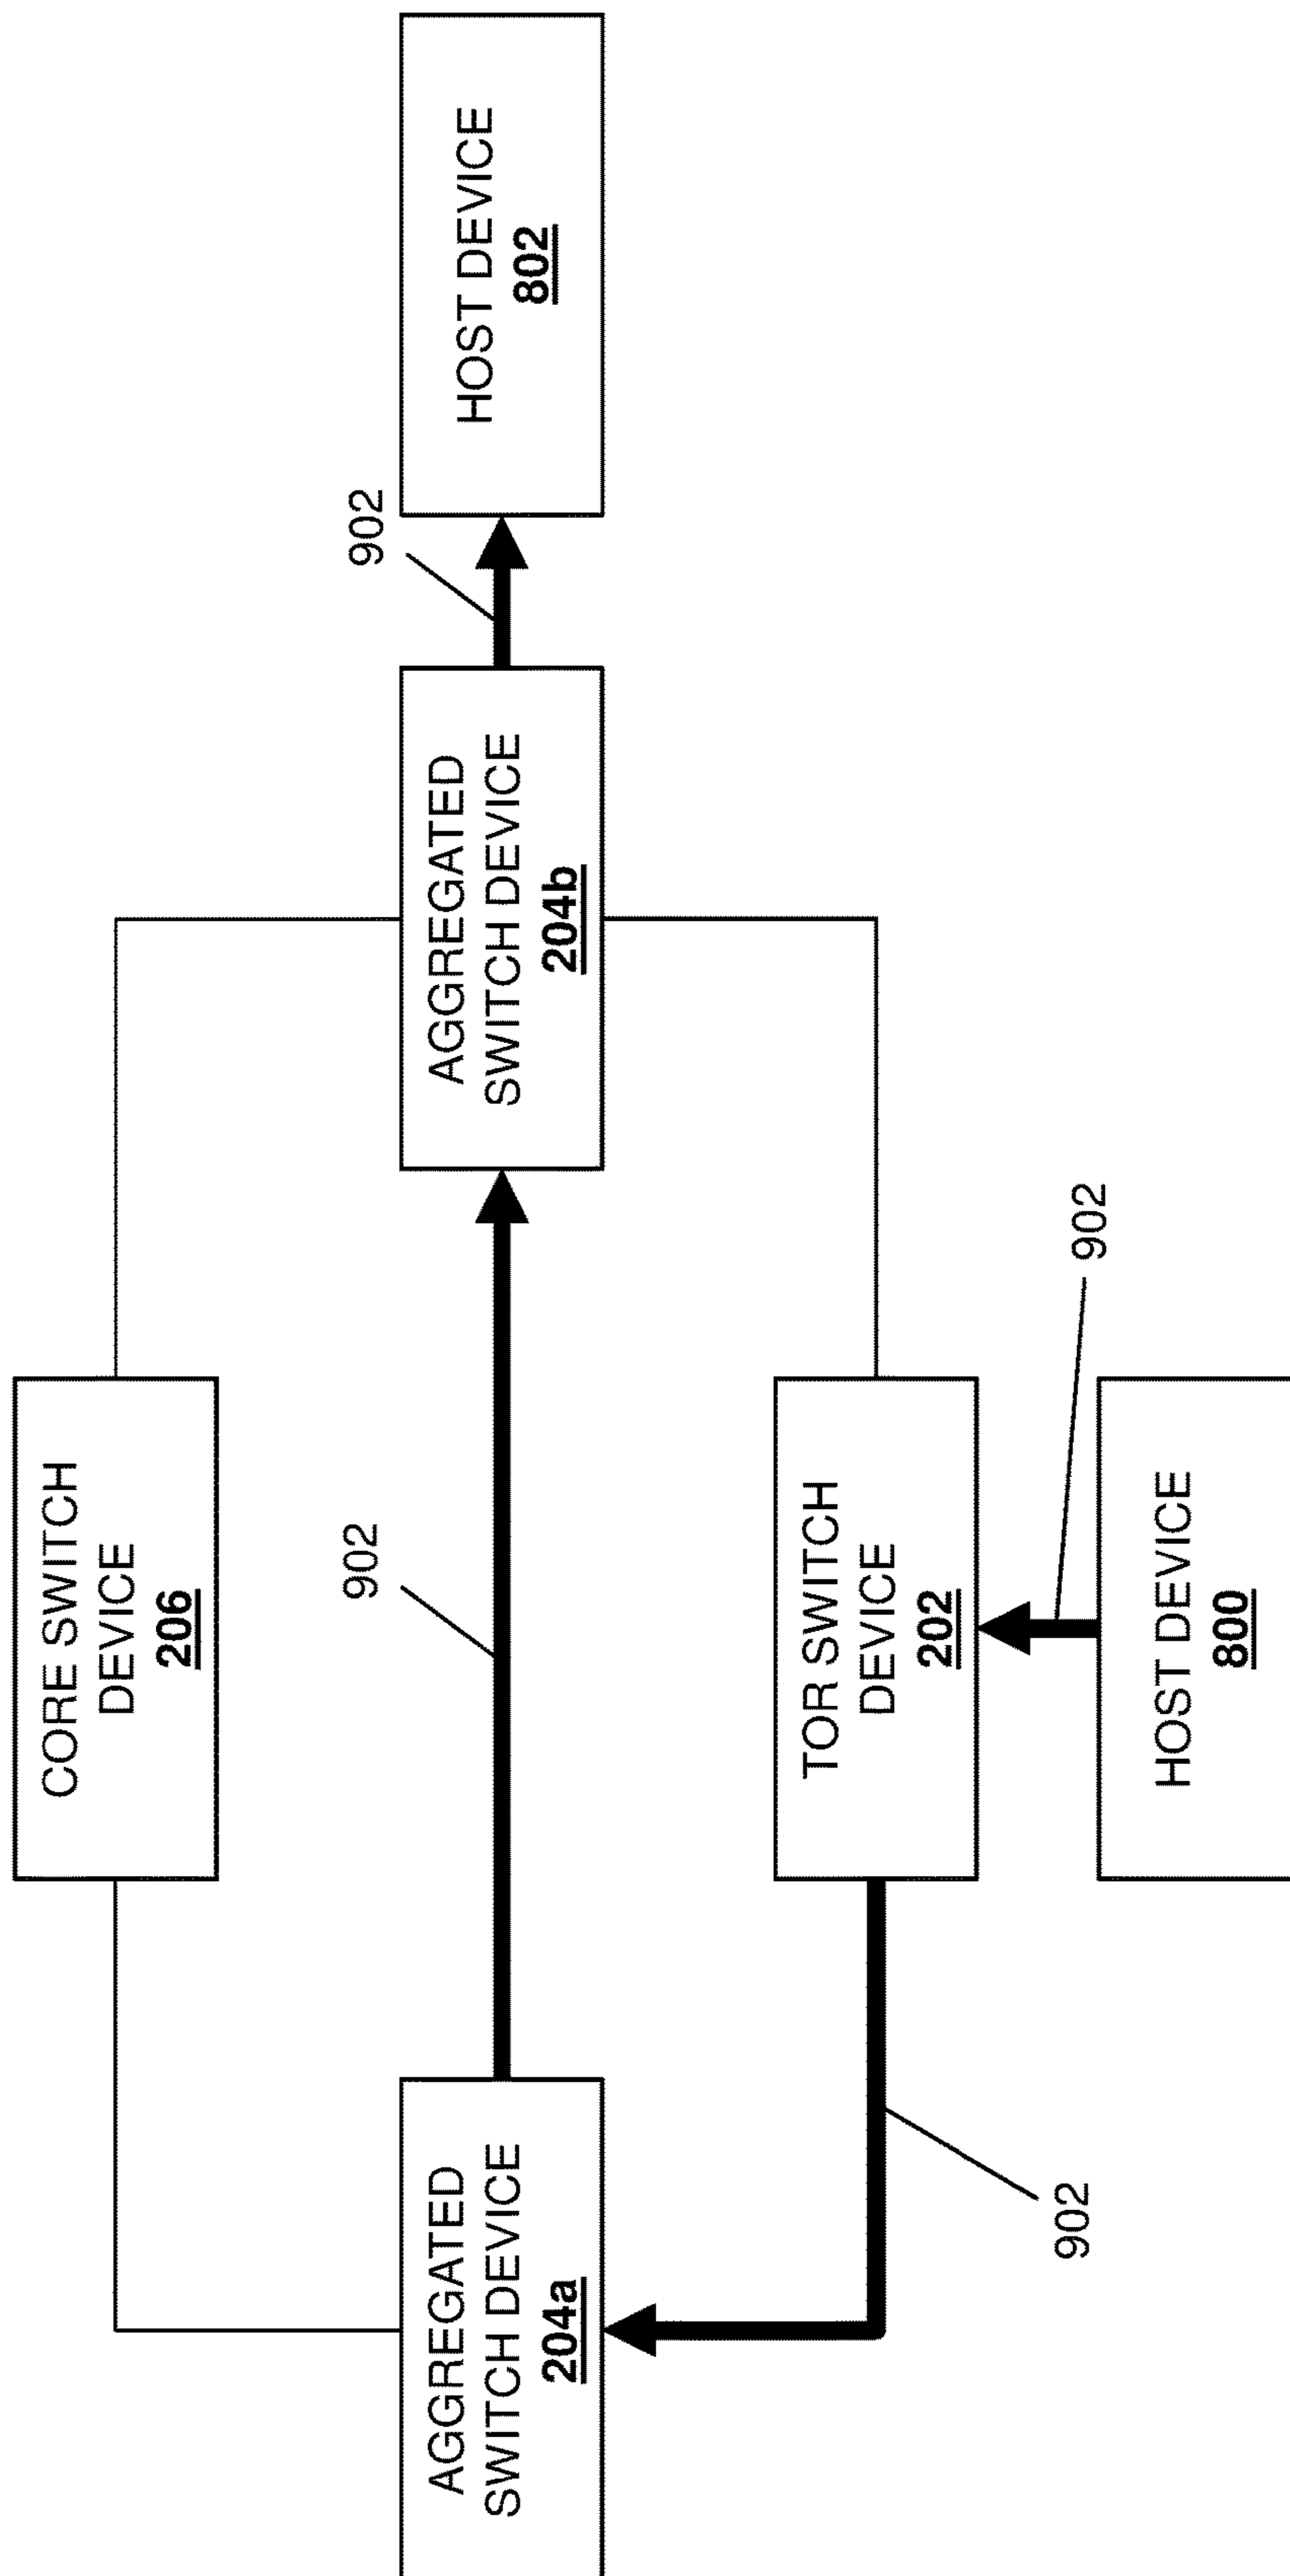 CORE SWITCH
DEVICE
206
902
902
AGGREGATED
SWITCH DEVICE
204a
AGGREGATED
SWITCH DEVICE
204b
HOST DEVICE
802
TOR SWITCH
DEVICE
202
902
902
HOST DEVICE
800